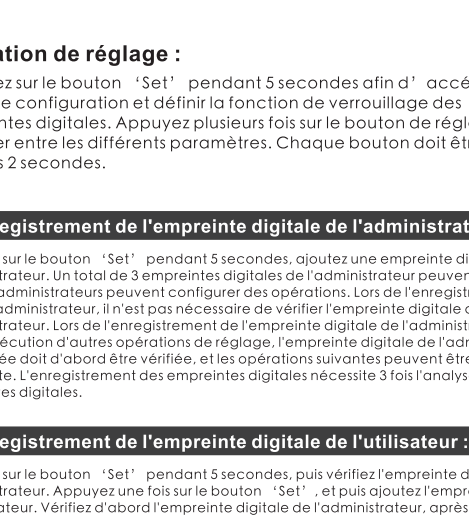 ation de réglage :
ez sur le bouton ‘Set’ pendant 5 secondes afin d’accé
e configuration et définir la fonction de verrouillage des
ntes digitales. Appuyez plusieurs fois sur le bouton de régl
er entre les différents paramètres. Chaque bouton doit êt
s 2 secondes.
registrement de l'empreinte digitale de l'administrat
sur le bouton ‘Set’ pendant 5 secondes, ajoutez une empreinte di
trateur. Un total de 3 empreintes digitales de l'administrateur peuven
administrateurs peuvent configurer des opérations. Lors de l'enregist
administrateur, il n'est pas nécessaire de vérifier l'empreinte digitale d
trateur. Lors de l'enregistrement de l'empreinte digitale de l'administ
xécution d'autres opérations de réglage, l'empreinte digitale de l'adn
ée doit d'abord être vérifiée, et les opérations suivantes peuvent êtr
te. L'enregistrement des empreintes digitales nécessite 3 fois l'analys
es digitales.
registrement de l'empreinte digitale de l'utilisateur :
sur le bouton ‘Set’ pendant 5 secondes, puis vérifiez l'empreinte d
trateur. Appuyez une fois sur le bouton ‘Set’, et puis ajoutez l'empr
ateur. Vérifiez d'abord l'empreinte digitale de l'administrateur, après